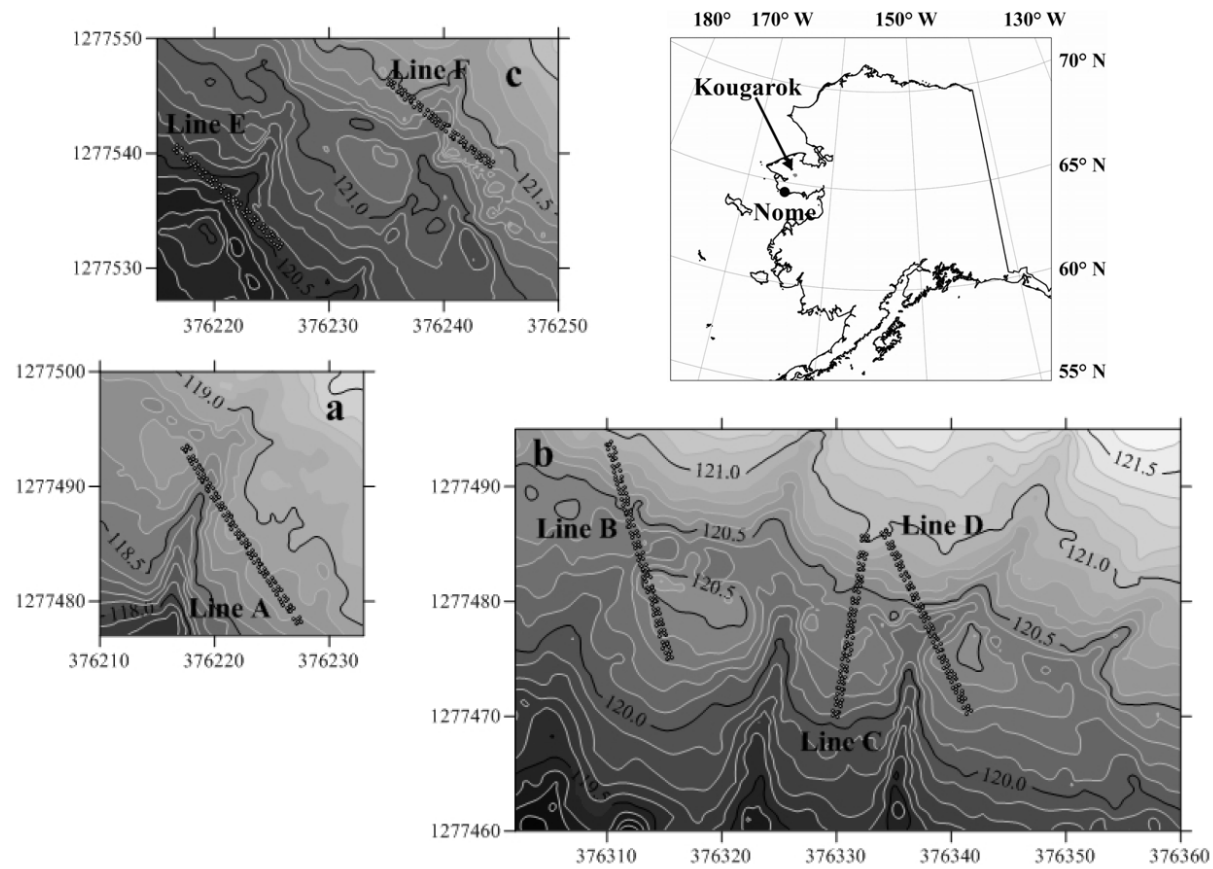 1277550
1277540
1277530
376220 376230 376240 376250
Line F
c
Line E
121.0
121.5
120.5
180° 170° W 150° W 130° W
70° N
65° N
60° N
55° N
Kougarok
Nome
1277500
1277490
1277480
376210 376220 376230
a
119.0
118.5
118.0
Line A
1277490
1277480
1277470
1277460
376310 376320 376330 376340 376350 376360
b
121.0
121.5
Line B
120.5
Line D
121.0
120.5
120.5
120.0
Line C
120.0
119.5